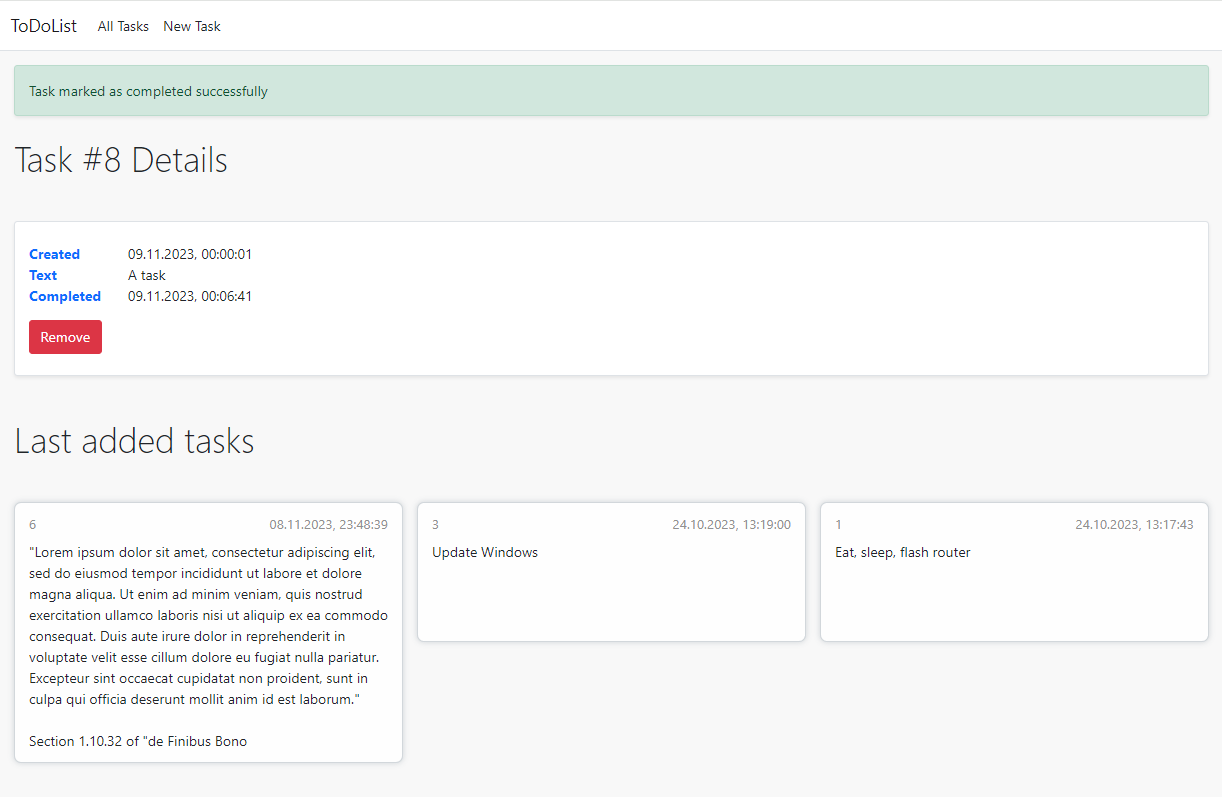 ToDoList All Tasks New Task
Task marked as completed successfully
Task #8 Details
Created 09.11.2023, 00:00:01
Text A task
Completed 09.11.2023, 00:06:41
Remove
Last added tasks
6 08.11.2023, 23:48:39
"Lorem ipsum dolor sit amet, consectetur adipiscing elit,
sed do eiusmod tempor incididunt ut labore et dolore
magna aliqua. Ut enim ad minim veniam, quis nostrud
exercitation ullamco laboris nisi ut aliquip ex ea commodo
consequat. Duis aute irure dolor in reprehenderit in
voluptate velit esse cillum dolore eu fugiat nulla pariatur.
Excepteur sint occaecat cupidatat non proident, sunt in
culpa qui officia deserunt mollit anim id est laborum."
Section 1.10.32 of "de Finibus Bono
3 24.10.2023, 13:19:00
Update Windows
1 24.10.2023, 13:17:43
Eat, sleep, flash router